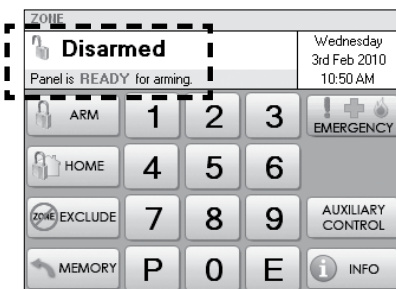 ZONE
Disarmed
Panel is READY for arming.
Wednesday
3rd Feb 2010
10:50 AM
ARM
1
2
3
EMERGENCY
HOME
4
5
6
ZONE EXCLUDE
7
8
9
AUXILIARY
CONTROL
MEMORY
P
0
E
i INFO